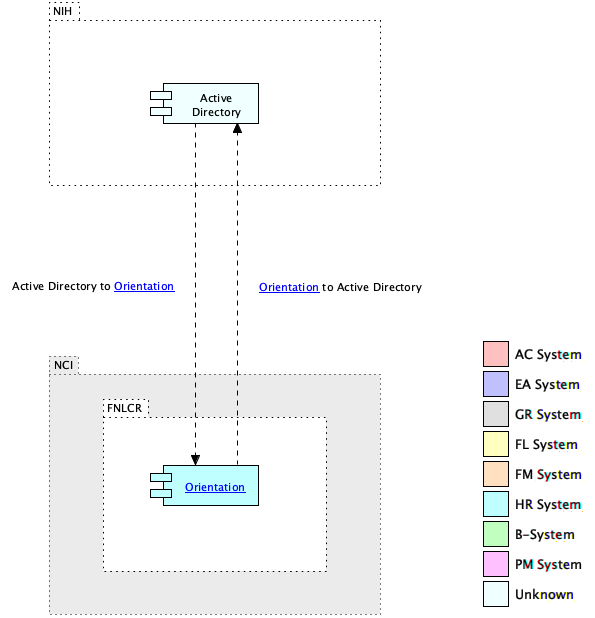 NIH
Active
Directory
Active Directory to Orientation
Orientation to Active Directory
NCI
FNLCR
Orientation
AC System
EA System
GR System
FL System
FM System
HR System
B-System
PM System
Unknown